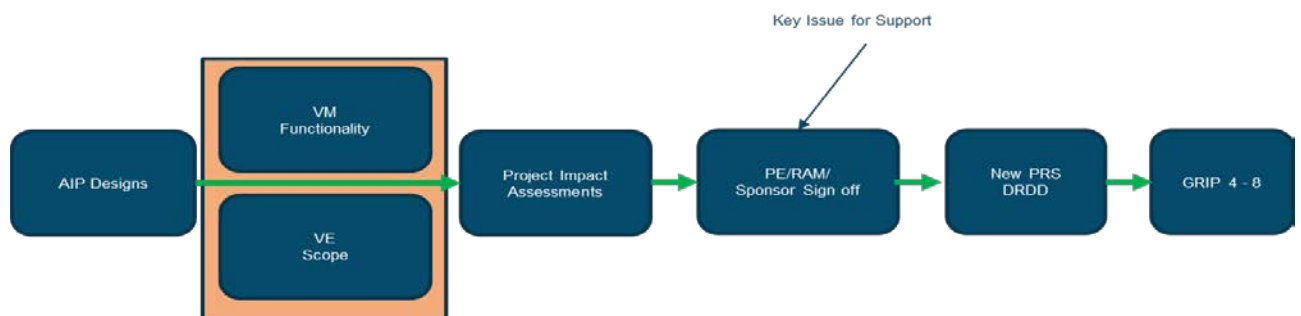 Key Issue for Support
AIP Designs
VM
Functionality
VE
Scope
Project Impact
Assessments
PE/RAM/
Sponsor Sign off
New PRS
DRDD
GRIP 4 - 8